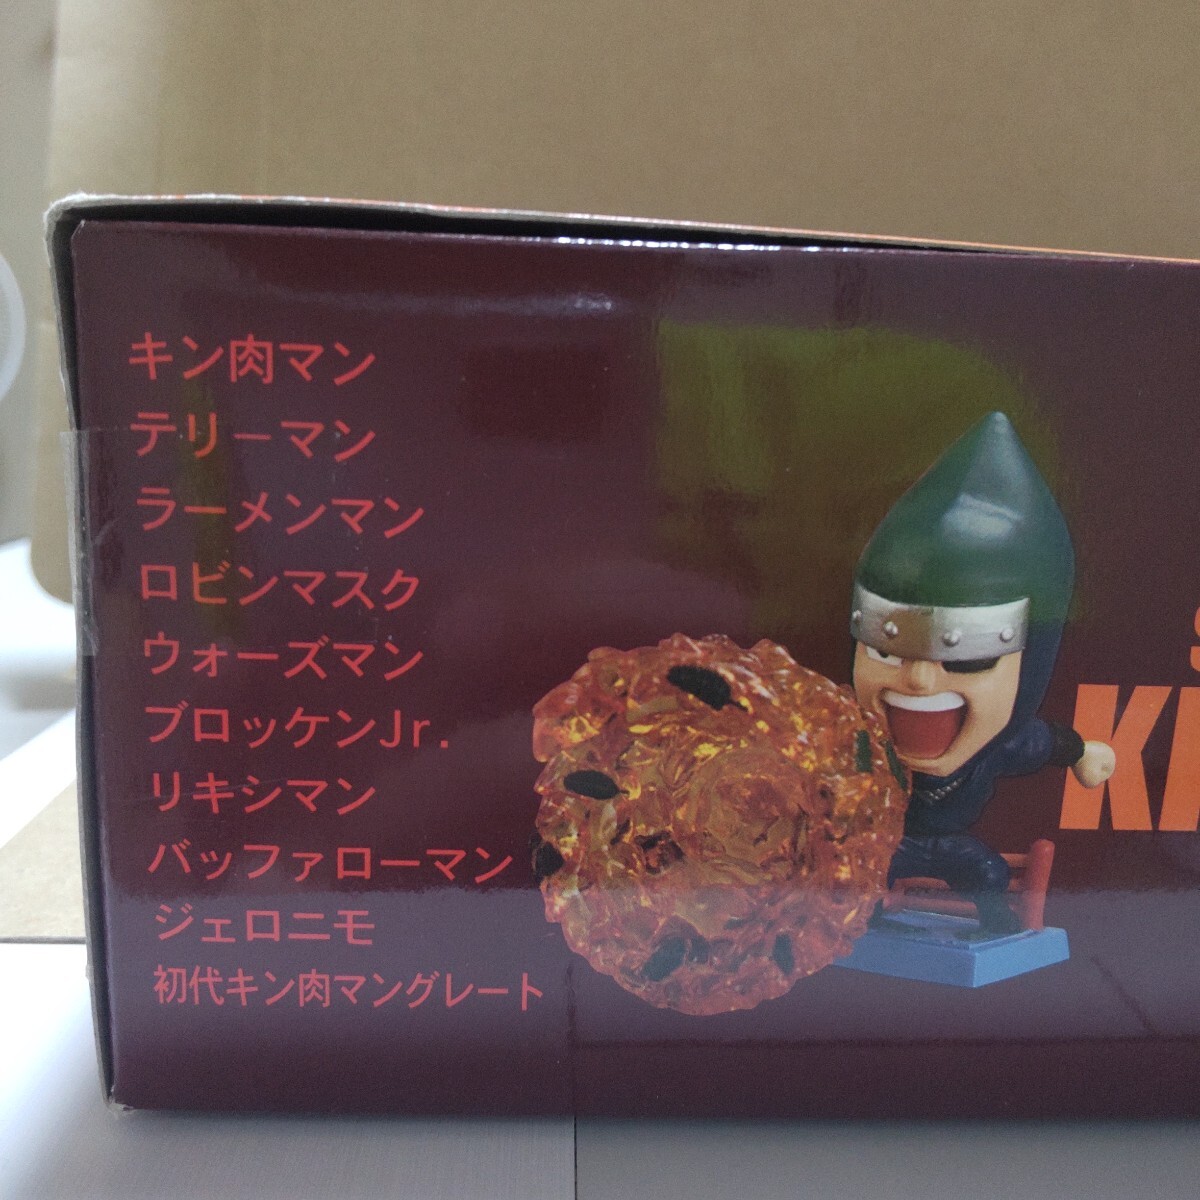 キン肉マン
テリーマン
ラーメンマン
ロビンマスク
ウォーズマン
ブロッケンJr.
リキシマン
バッファローマン
ジェロニモ
初代キン肉マングレート
KI